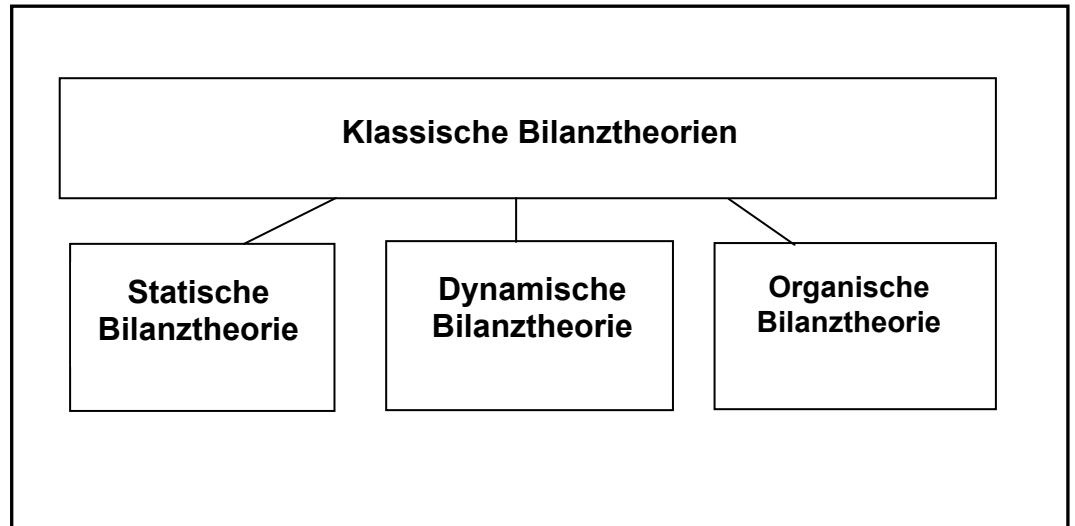 Klassische Bilanztheorien
Statische
Bilanztheorie
Dynamische
Bilanztheorie
Organische
Bilanztheorie